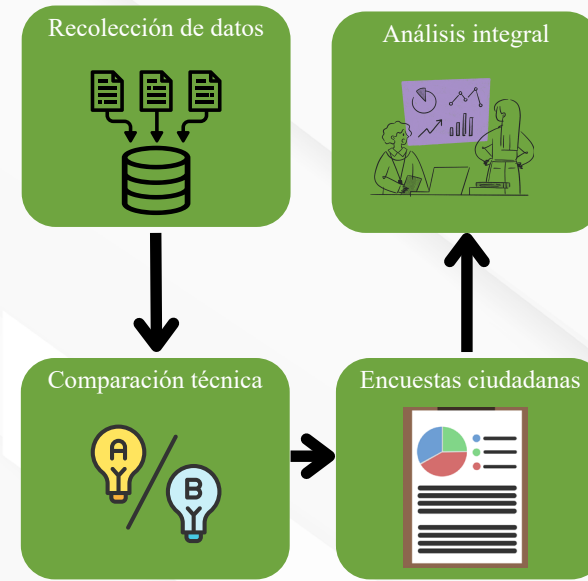 Recolección de datos
Análisis integral
Comparación técnica
A
B
Encuestas ciudadanas